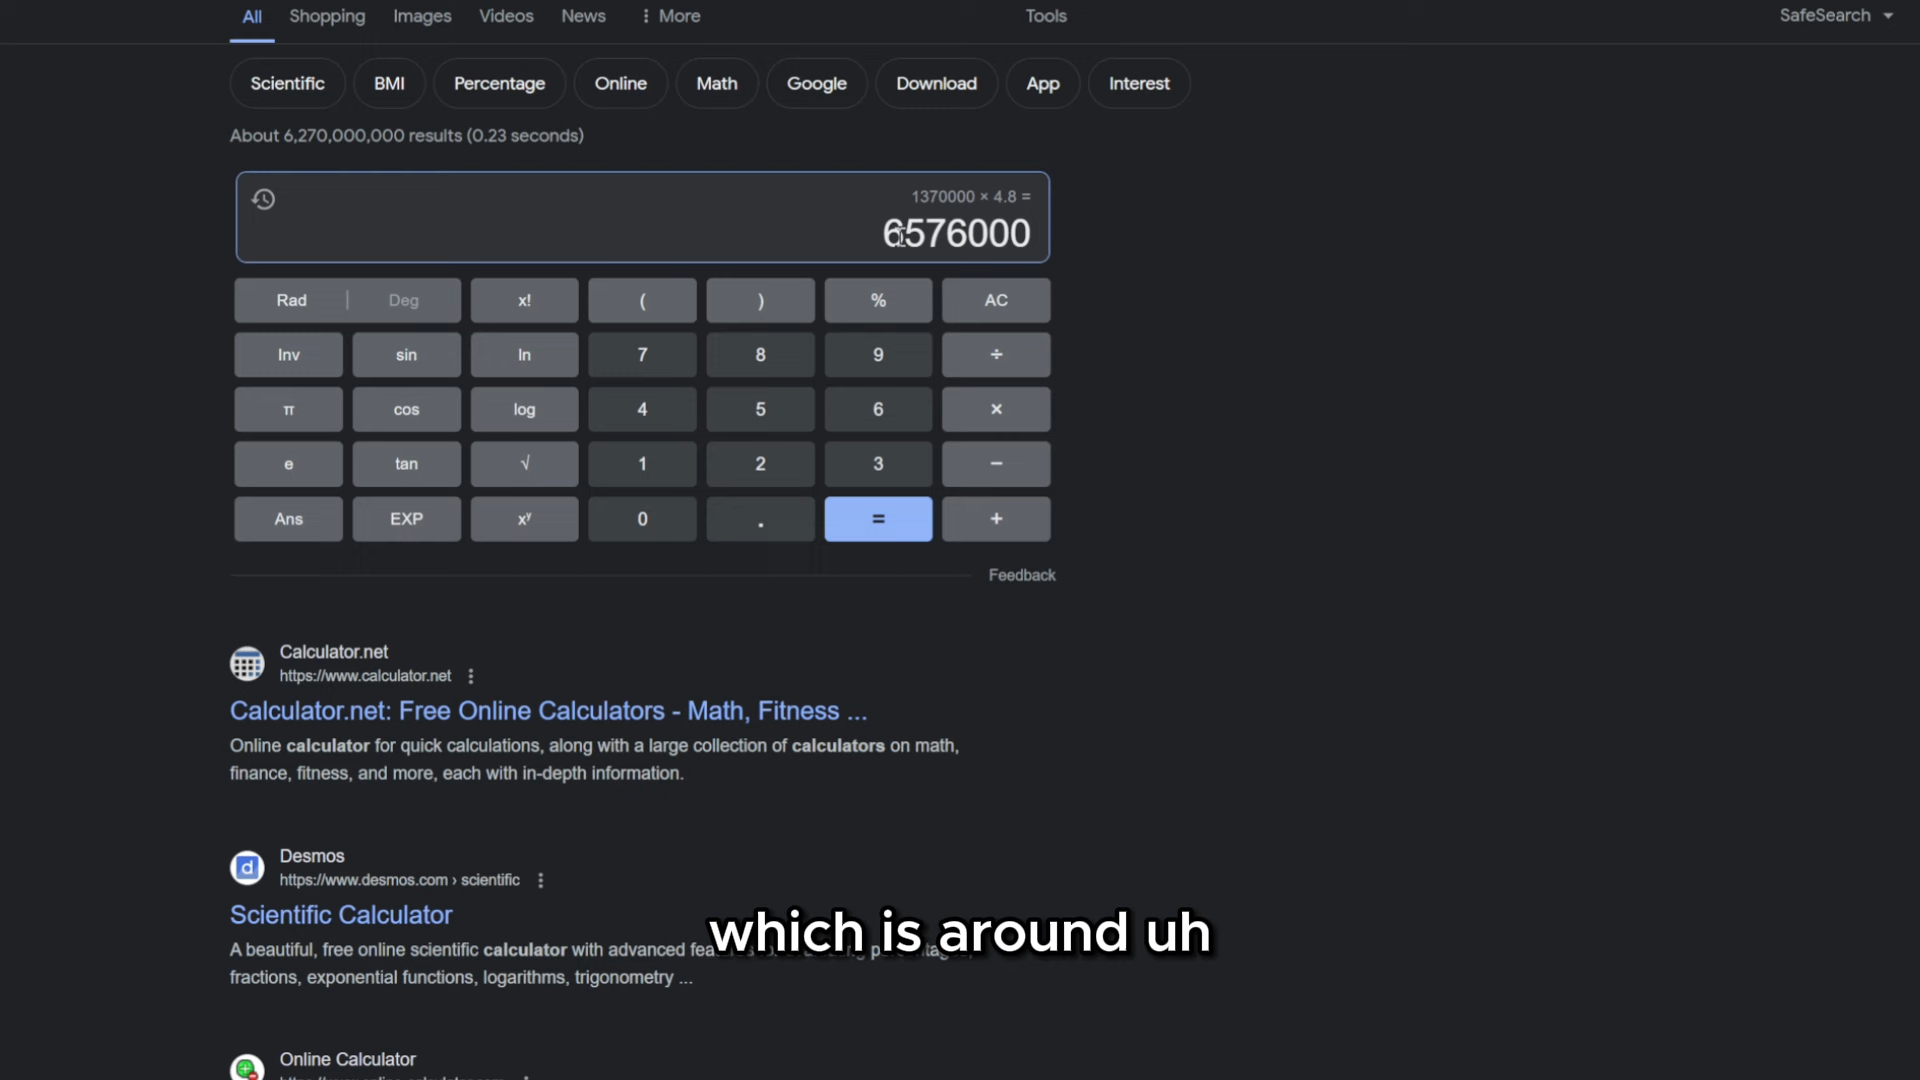 All Shopping Images Videos News More Tools SafeSearch
Scientific BMI Percentage Online Math Google Download App Interest
About 6,270,000,000 results (0.23 seconds)
1370000 × 4.8 =
6576000
Rad | Deg x! ( ) % AC
Inv sin ln 7 8 9 ÷
π cos log 4 5 6 ×
e tan √ 1 2 3 −
Ans EXP xʸ 0 . = +
Feedback
Calculator.net
https://www.calculator.net
Calculator.net: Free Online Calculators - Math, Fitness ...
Online calculator for quick calculations, along with a large collection of calculators on math,
finance, fitness, and more, each with in-depth information.
Desmos
d
https://www.desmos.com › scientific
Scientific Calculator
which is around uh
A beautiful, free online scientific calculator with advanced
fractions, exponential functions, logarithms, trigonometry ...
Online Calculator